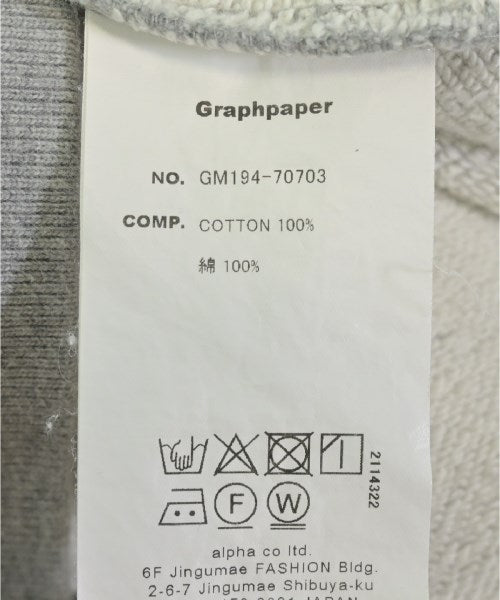 Graphpaper
NO. GM194-70703
COMP. COTTON 100%
綿 100%
2114322
F W
alpha co ltd.
6F Jingumae FASHION Bldg.
2-6-7 Jingumae Shibuya-ku
JAPAN